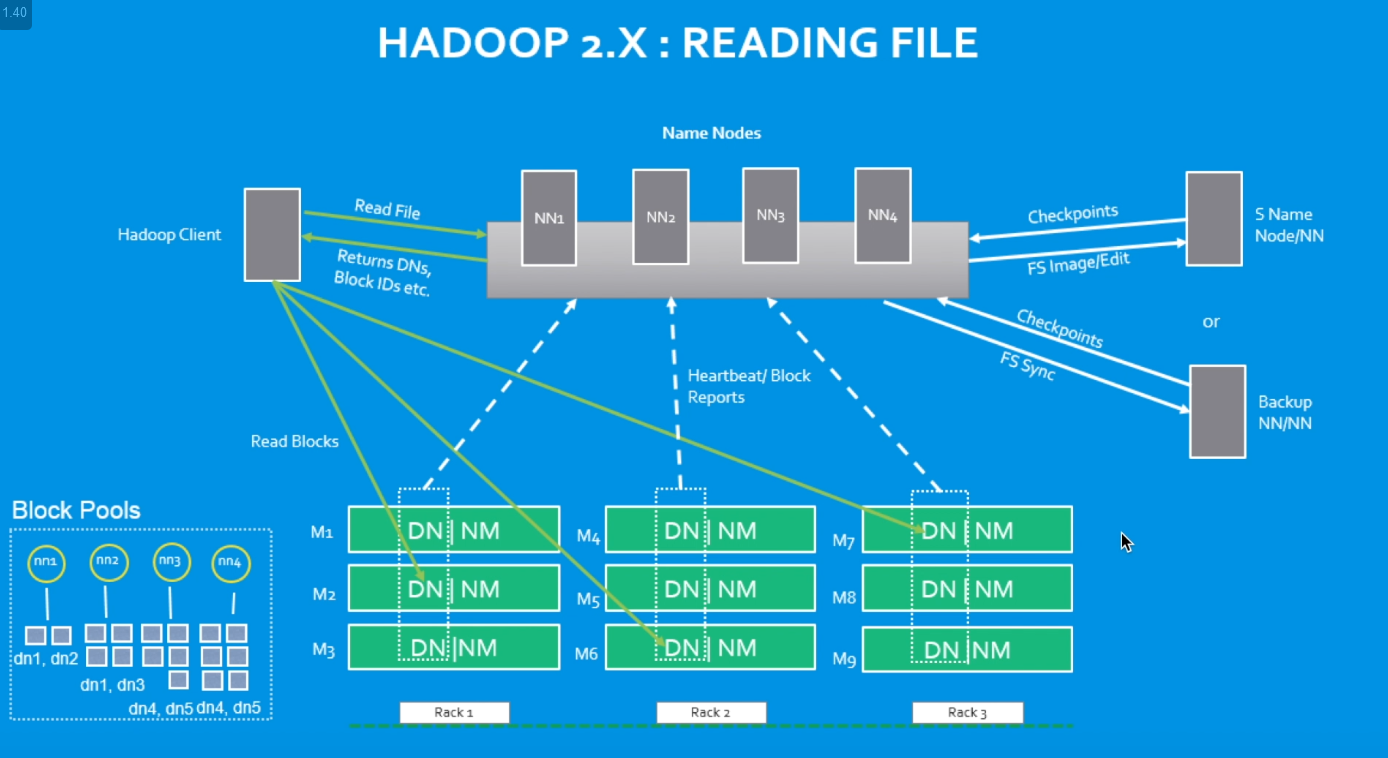 1.40
HADOOP 2.X : READING FILE
Name Nodes
NN1
NN2
NN3
NN4
Hadoop Client
Read File
Returns DNs,
Block IDs etc.
Checkpoints
FS Image/Edit
S Name
Node/NN
or
Checkpoints
FS Sync
Backup
NN/NN
Heartbeat/ Block
Reports
Read Blocks
Block Pools
nn1
nn2
nn3
nn4
dn1, dn2
dn1, dn3
dn4, dn5
dn4, dn5
M1
DN | NM
M2
DN | NM
M3
DN |NM
Rack 1
M4
DN | NM
M5
DN | NM
M6
DN | NM
Rack 2
M7
DN | NM
M8
DN | NM
M9
DN |NM
Rack 3